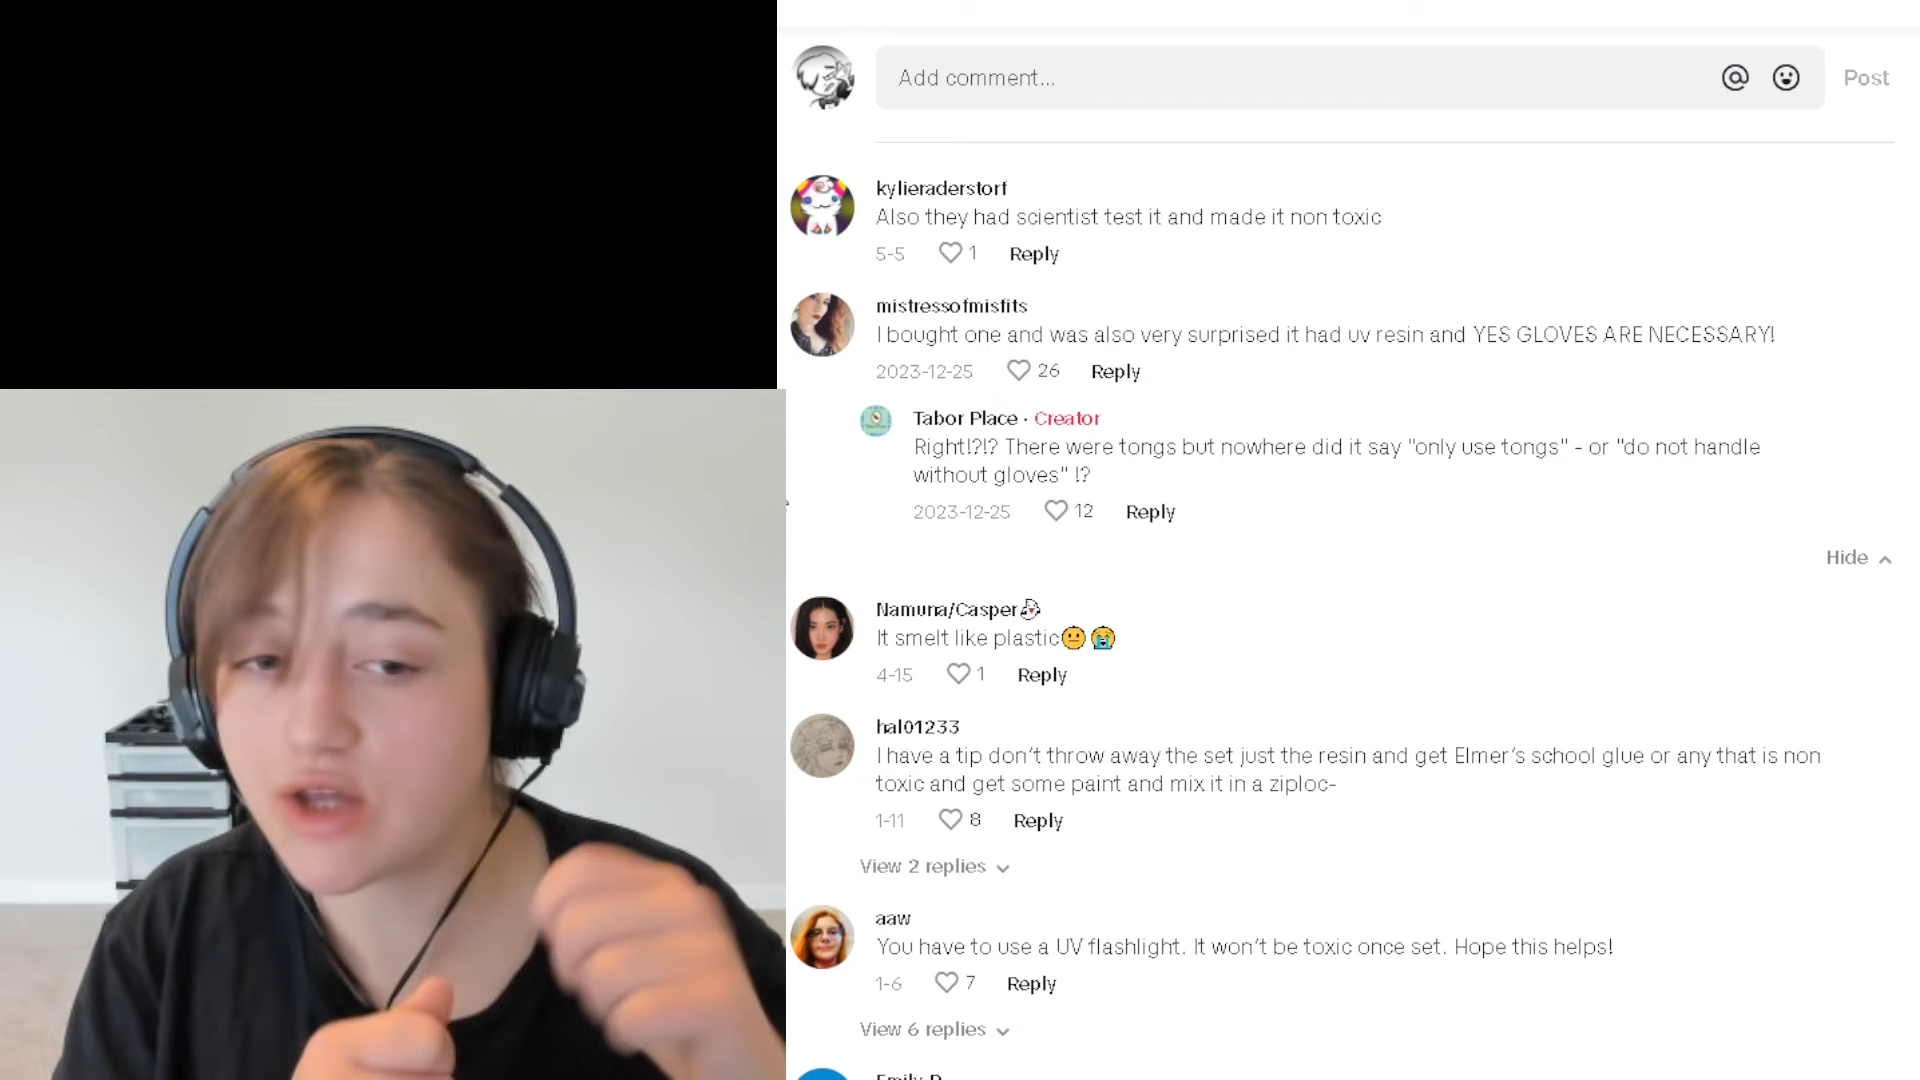 Add comment...
Post
kylieraderstorf
Also they had scientist test it and made it non toxic
5-5 1 Reply
mistressofmisfits
I bought one and was also very surprised it had uv resin and YES GLOVES ARE NECESSARY!
2023-12-25 26 Reply
Tabor Place · Creator
Right!?!? There were tongs but nowhere did it say "only use tongs" - or "do not handle
without gloves" !?
2023-12-25 12 Reply
Hide
Namuna/Casper👻
It smelt like plastic😐😭
4-15 1 Reply
hal01233
I have a tip don't throw away the set just the resin and get Elmer's school glue or any that is non
toxic and get some paint and mix it in a ziploc-
1-11 8 Reply
View 2 replies
aaw
You have to use a UV flashlight. It won't be toxic once set. Hope this helps!
1-6 7 Reply
View 6 replies